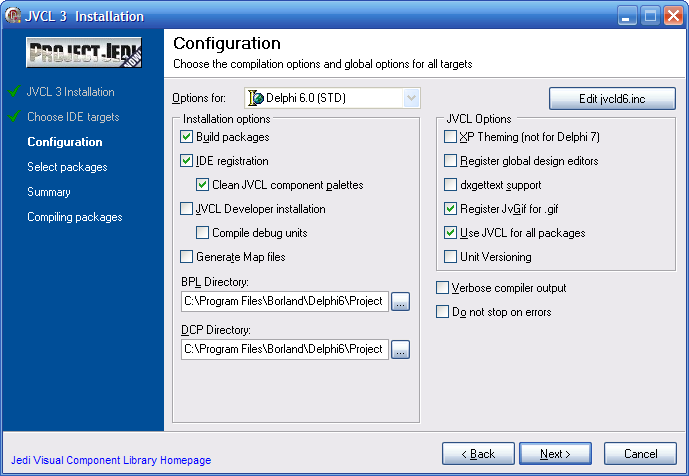 JVCL 3 Installation
PROJECT JEDI
JVCL 3 Installation
Choose IDE targets
Configuration
Select packages
Summary
Compiling packages
Jedi Visual Component Library Homepage
Configuration
Choose the compilation options and global options for all targets
Options for: Delphi 6.0 (STD)
Edit jvcld6.inc
Installation options
Build packages
IDE registration
Clean JVCL component palettes
JVCL Developer installation
Compile debug units
Generate Map files
BPL Directory:
C:\Program Files\Borland\Delphi6\Project ...
DCP Directory:
C:\Program Files\Borland\Delphi6\Project ...
JVCL Options
XP Theming (not for Delphi 7)
Register global design editors
dxgettext support
Register JvGif for .gif
Use JVCL for all packages
Unit Versioning
Verbose compiler output
Do not stop on errors
< Back
Next >
Cancel